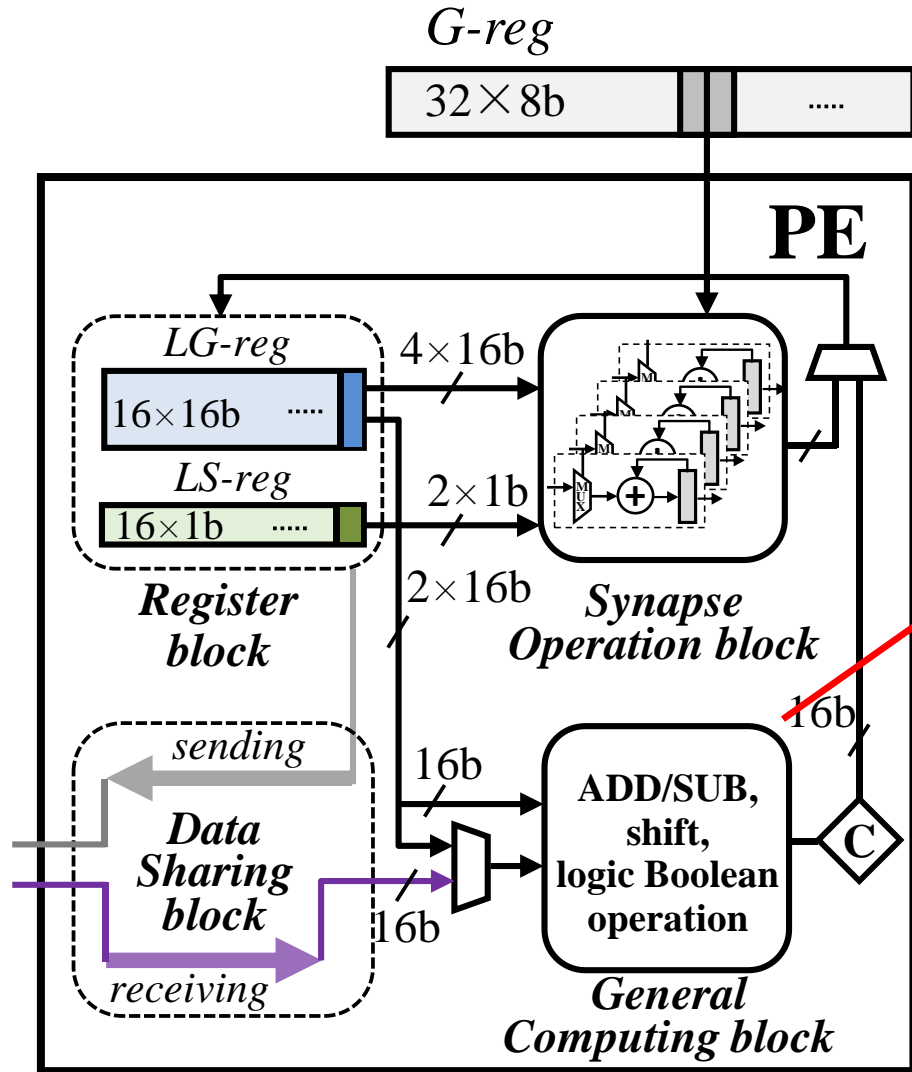 G-reg
32×8b .....
PE
LG-reg
16×16b .....
LS-reg
16×1b .....
Register
block
4×16b
2×1b
2×16b
MUX
+
Synapse
Operation block
sending
Data
Sharing
block
receiving
16b
16b
ADD/SUB,
shift,
logic Boolean
operation
General
Computing block
16b
C